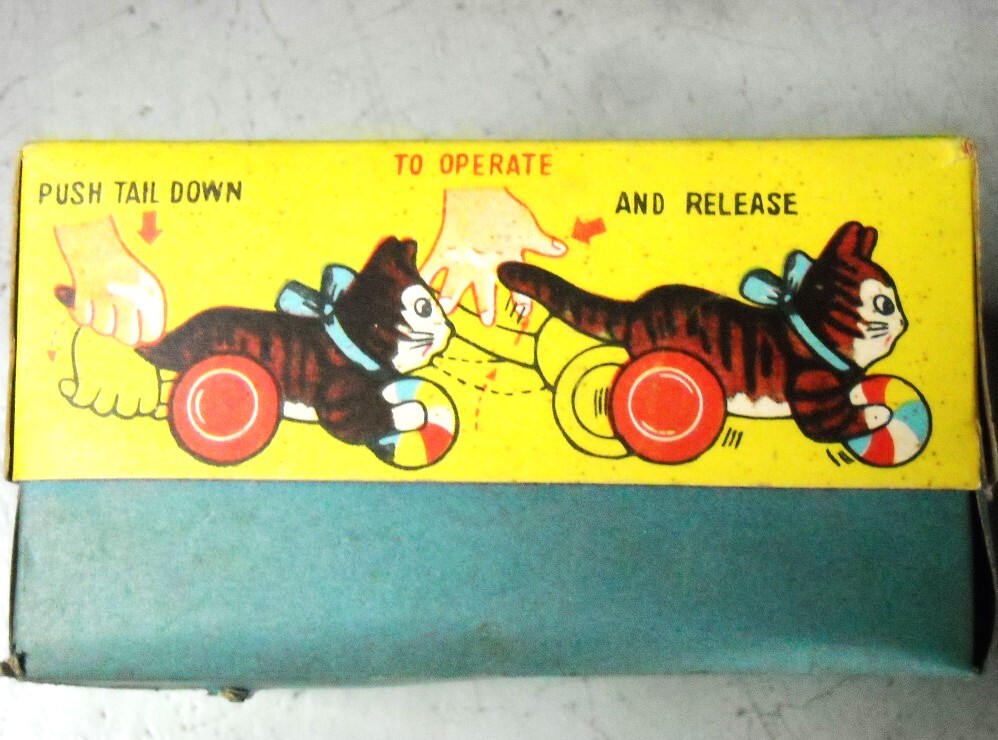 TO OPERATE
PUSH TAIL DOWN
AND RELEASE